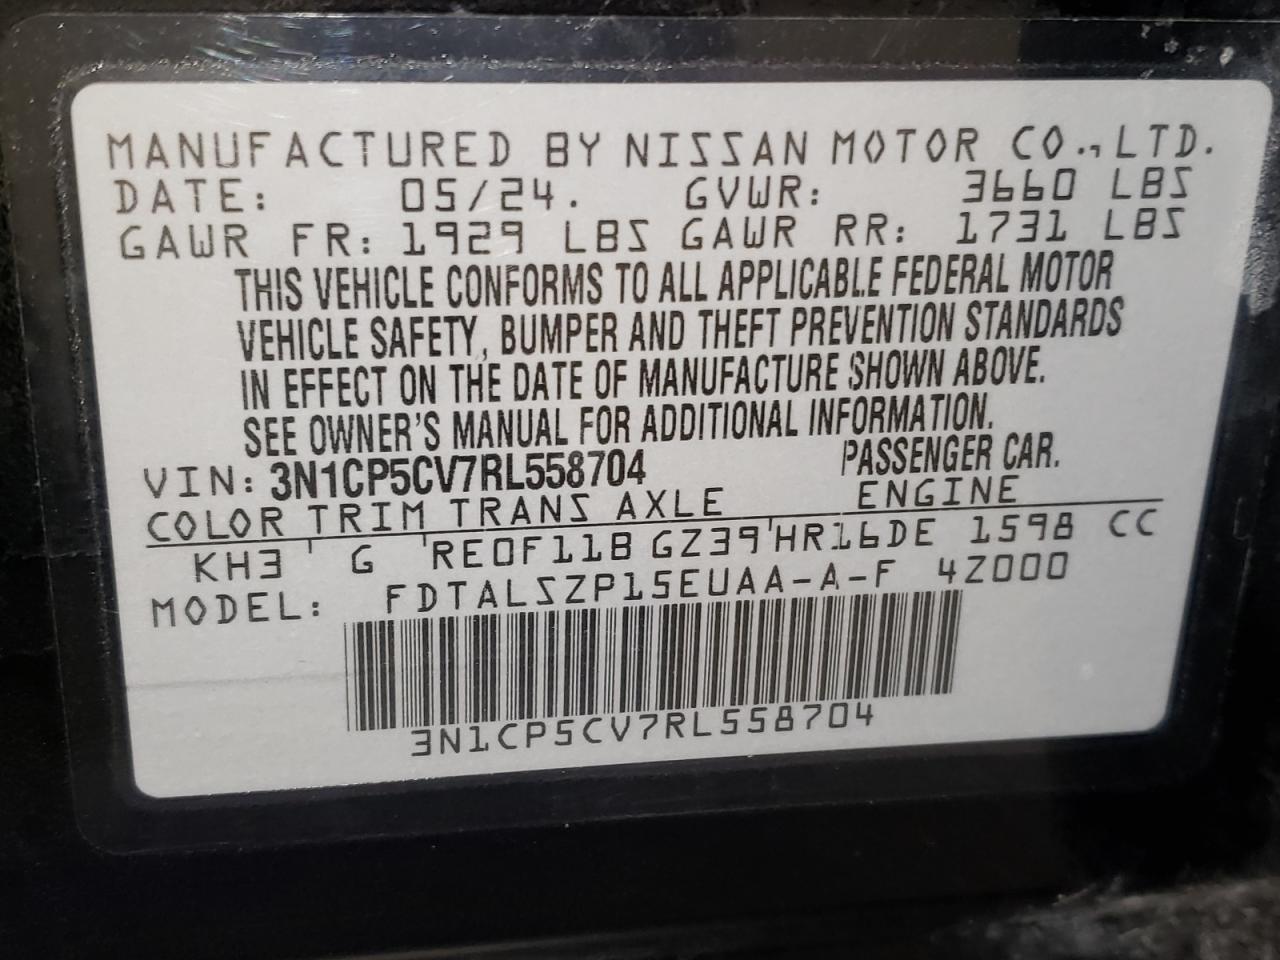 MANUFACTURED BY NISSAN MOTOR CO., LTD.
DATE: 05/24. GVWR: 3660 LBS
GAWR FR: 1929 LBS GAWR RR: 1731 LBS
THIS VEHICLE CONFORMS TO ALL APPLICABLE FEDERAL MOTOR
VEHICLE SAFETY, BUMPER AND THEFT PREVENTION STANDARDS
IN EFFECT ON THE DATE OF MANUFACTURE SHOWN ABOVE.
SEE OWNER'S MANUAL FOR ADDITIONAL INFORMATION.
VIN: 3N1CP5CV7RL558704 PASSENGER CAR.
COLOR TRIM TRANS AXLE ENGINE
KH3 ' G 'RE0F11B GZ39'HR16DE 1598 CC
MODEL: FDTALSZP15EUAA-A-F 4Z000
3N1CP5CV7RL558704